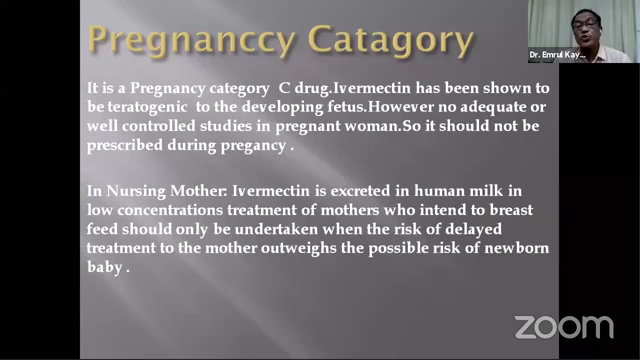 Pregnanccy Catagory
Dr. Emrul Kay
It is a Pregnancy category C drug.Ivermectin has been shown to
be teratogenic to the developing fetus.However no adequate or
well controlled studies in pregnant woman.So it should not be
prescribed during pregancy .
In Nursing Mother: Ivermectin is excreted in human milk in
low concentrations treatment of mothers who intend to breast
feed should only be undertaken when the risk of delayed
treatment to the mother outweighs the possible risk of newborn
baby .
zoom